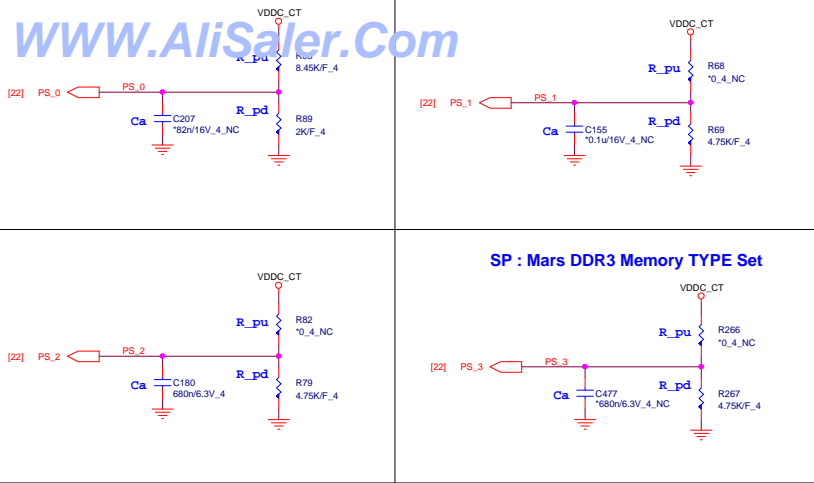 WWW.AliSaler.Com
VDDC_CT
R_pu
8.45K/F_4
[22] PS_0
PS_0
R_pd
R89
2K/F_4
Ca
C207
*82n/16V_4_NC
VDDC_CT
R_pu
R68
*0_4_NC
[22] PS_1
PS_1
R_pd
R69
4.75K/F_4
Ca
C155
*0.1u/16V_4_NC
VDDC_CT
R_pu
R82
*0_4_NC
[22] PS_2
PS_2
R_pd
R79
4.75K/F_4
Ca
C180
680n/6.3V_4
SP : Mars DDR3 Memory TYPE Set
VDDC_CT
R_pu
R266
*0_4_NC
[22] PS_3
PS_3
R_pd
R267
4.75K/F_4
Ca
C477
*680n/6.3V_4_NC